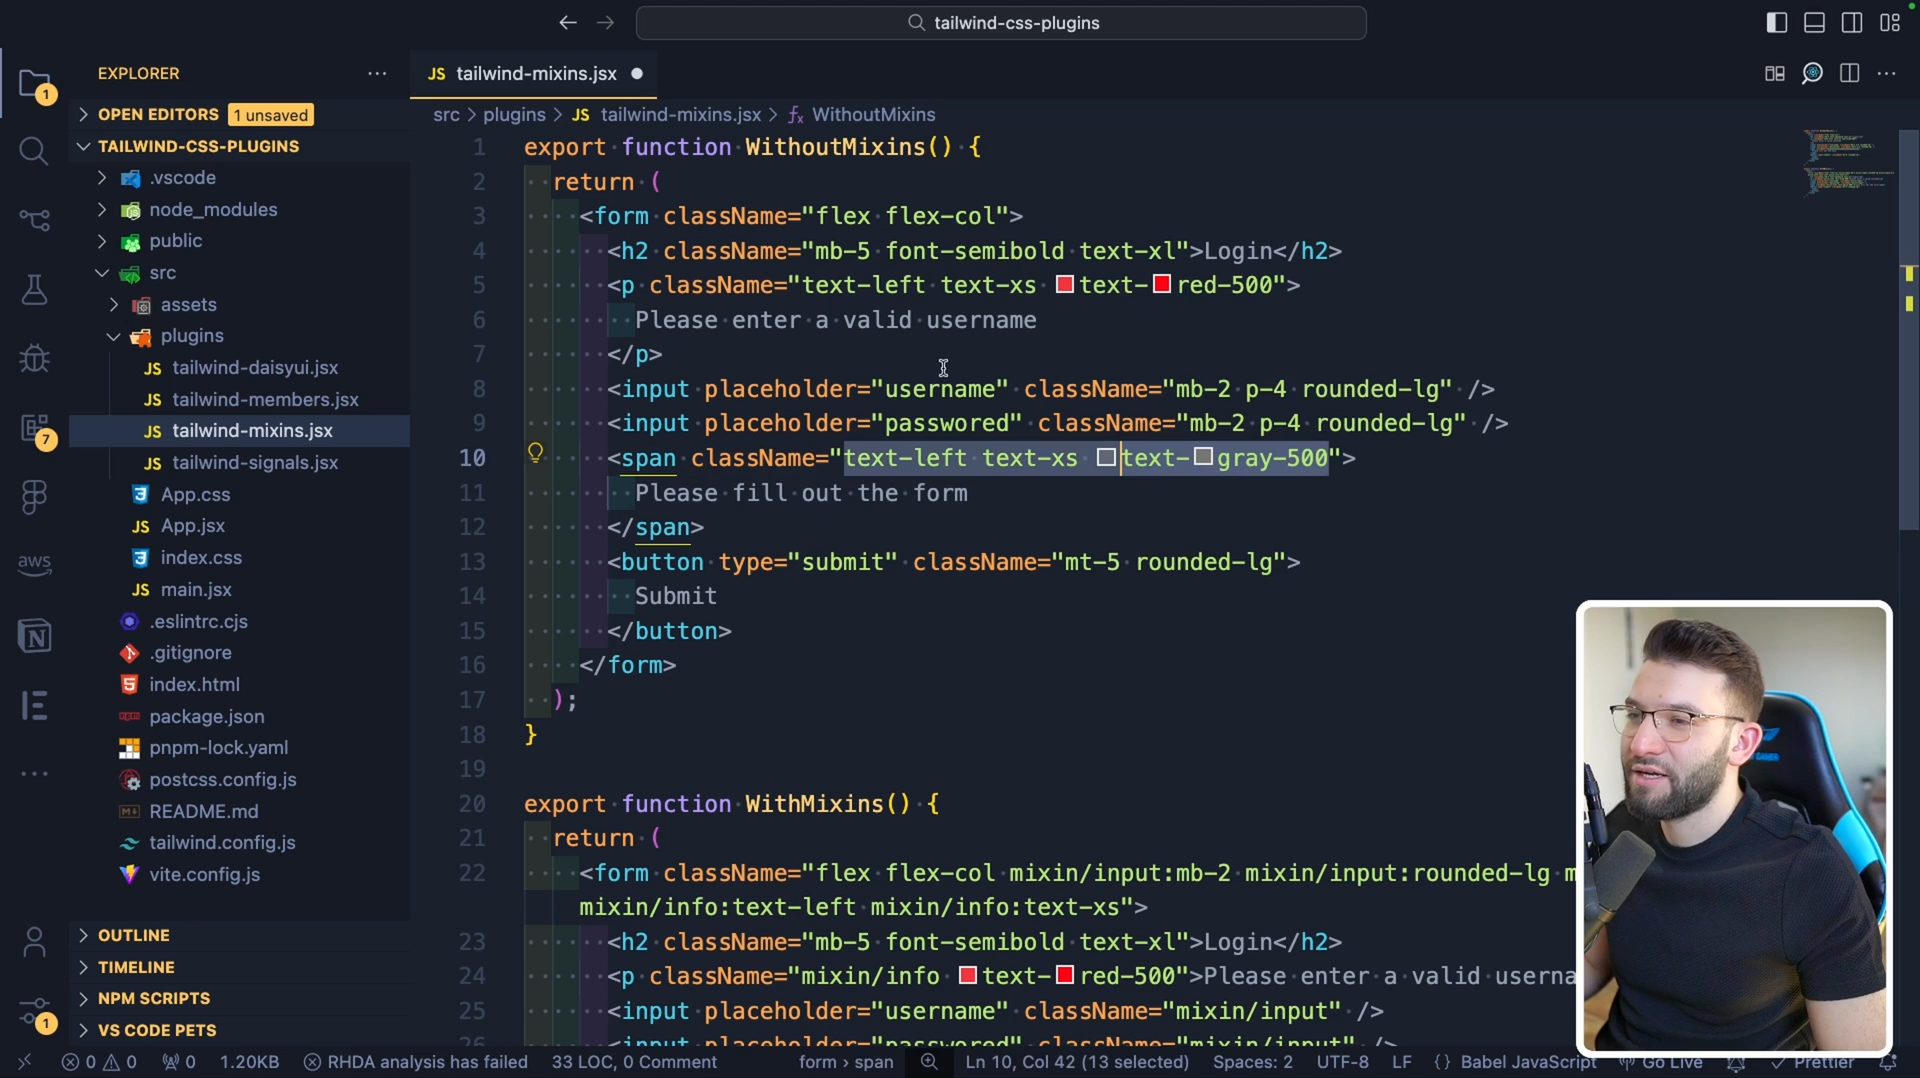 tailwind-css-plugins
EXPLORER
OPEN EDITORS 1 unsaved
TAILWIND-CSS-PLUGINS
.vscode
node_modules
public
src
assets
plugins
JS tailwind-daisyui.jsx
JS tailwind-members.jsx
JS tailwind-mixins.jsx
JS tailwind-signals.jsx
App.css
JS App.jsx
index.css
JS main.jsx
.eslintrc.cjs
.gitignore
index.html
package.json
pnpm-lock.yaml
postcss.config.js
README.md
tailwind.config.js
vite.config.js
OUTLINE
TIMELINE
NPM SCRIPTS
VS CODE PETS
1
7
aws
1
JS tailwind-mixins.jsx
src > plugins > JS tailwind-mixins.jsx > WithoutMixins
1 export function WithoutMixins() {
2 return (
3 <form className="flex flex-col">
4 <h2 className="mb-5 font-semibold text-xl">Login</h2>
5 <p className="text-left text-xs text-red-500">
6 Please enter a valid username
7 </p>
8 <input placeholder="username" className="mb-2 p-4 rounded-lg" />
9 <input placeholder="passwored" className="mb-2 p-4 rounded-lg" />
10 <span className="text-left text-xs text-gray-500">
11 Please fill out the form
12 </span>
13 <button type="submit" className="mt-5 rounded-lg">
14 Submit
15 </button>
16 </form>
17 );
18 }
19
20 export function WithMixins() {
21 return (
22 <form className="flex flex-col mixin/input:mb-2 mixin/input:rounded-lg m
mixin/info:text-left mixin/info:text-xs">
23 <h2 className="mb-5 font-semibold text-xl">Login</h2>
24 <p className="mixin/info text-red-500">Please enter a valid userna
25 <input placeholder="username" className="mixin/input" />
26 <input placeholder="passwored" className="mixin/input" />
0 0 0 1.20KB RHDA analysis has failed 33 LOC, 0 Comment form > span Ln 10, Col 42 (13 selected) Spaces: 2 UTF-8 LF {} Babel JavaScript Go Live Prettier